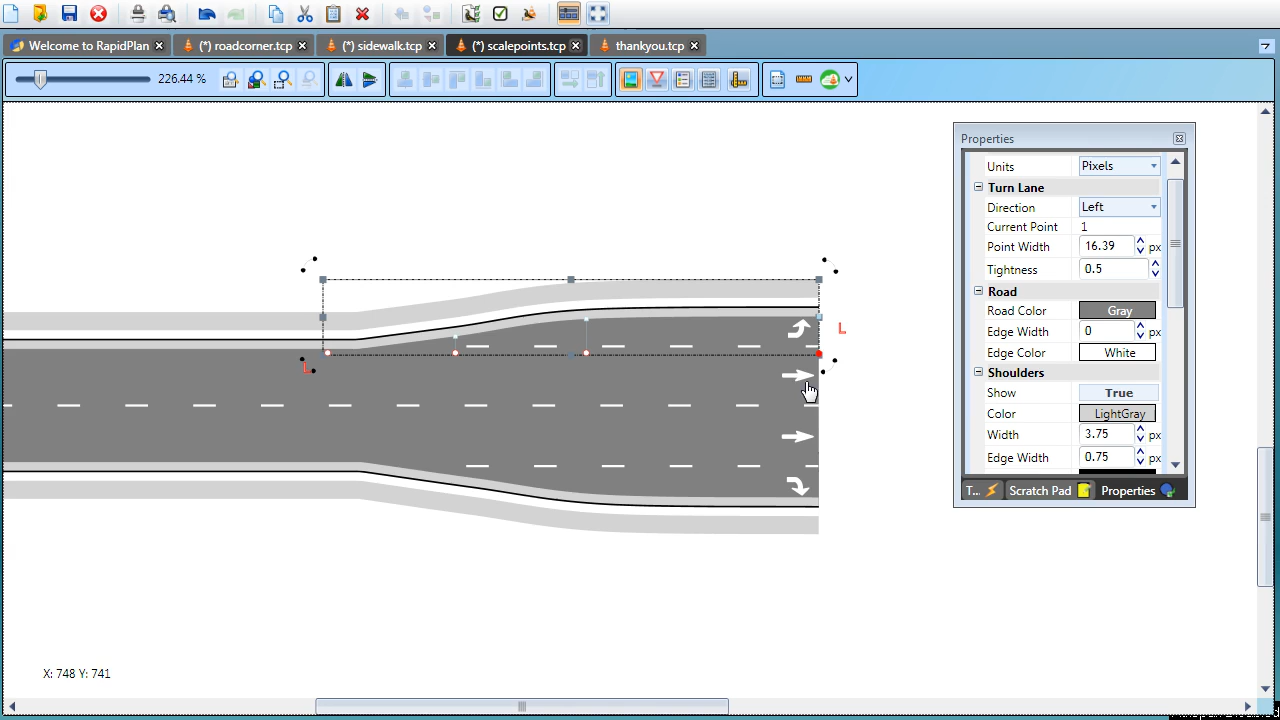 Welcome to RapidPlan
(*) roadcorner.tcp
(*) sidewalk.tcp
(*) scalepoints.tcp
thankyou.tcp
226.44 %
Properties
Units Pixels
Turn Lane
Direction Left
Current Point 1
Point Width 16.39 px
Tightness 0.5
Road
Road Color Gray
Edge Width 0 px
Edge Color White
Shoulders
Show True
Color LightGray
Width 3.75 px
Edge Width 0.75 px
T... Scratch Pad Properties
L
L
X: 748 Y: 741